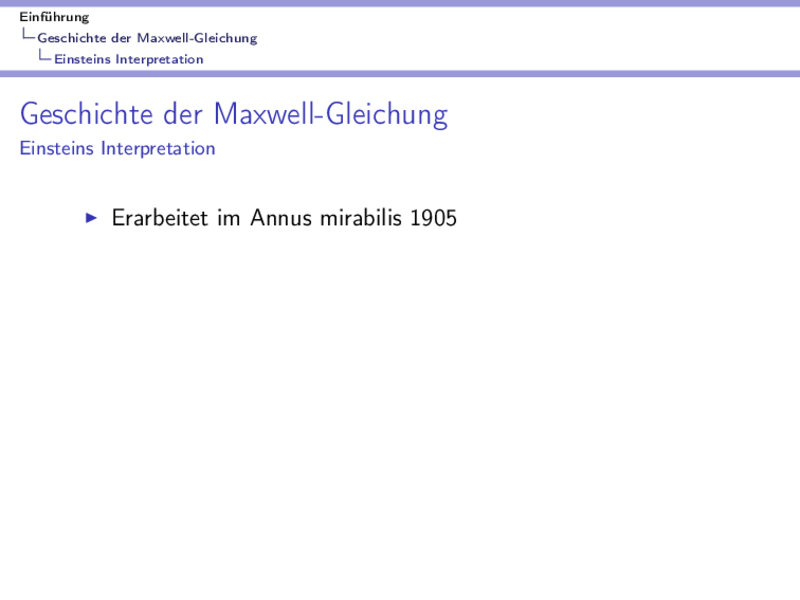 Einführung
Geschichte der Maxwell-Gleichung
Einsteins Interpretation
Geschichte der Maxwell-Gleichung
Einsteins Interpretation
Erarbeitet im Annus mirabilis 1905